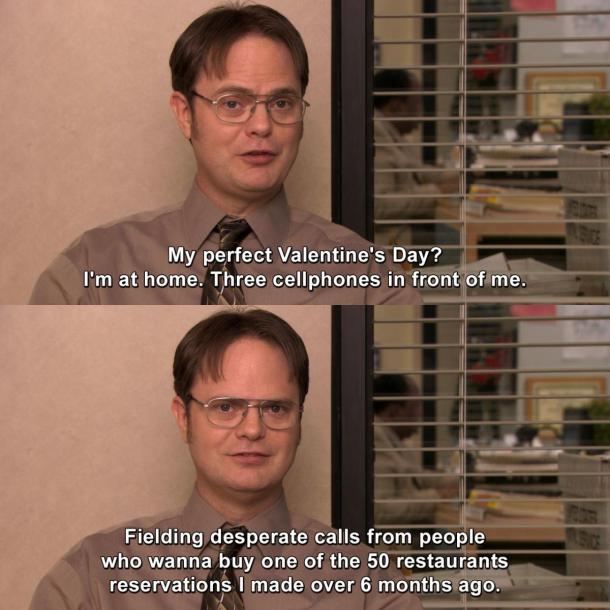 My perfect Valentine's Day?
I'm at home. Three cellphones in front of me.
Fielding desperate calls from people
who wanna buy one of the 50 restaurants
reservations I made over 6 months ago.